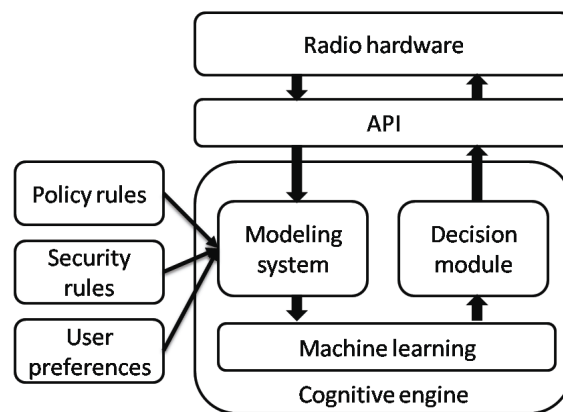 Radio hardware
API
Policy rules
Security
rules
User
preferences
Modeling
system
Decision
module
Machine learning
Cognitive engine